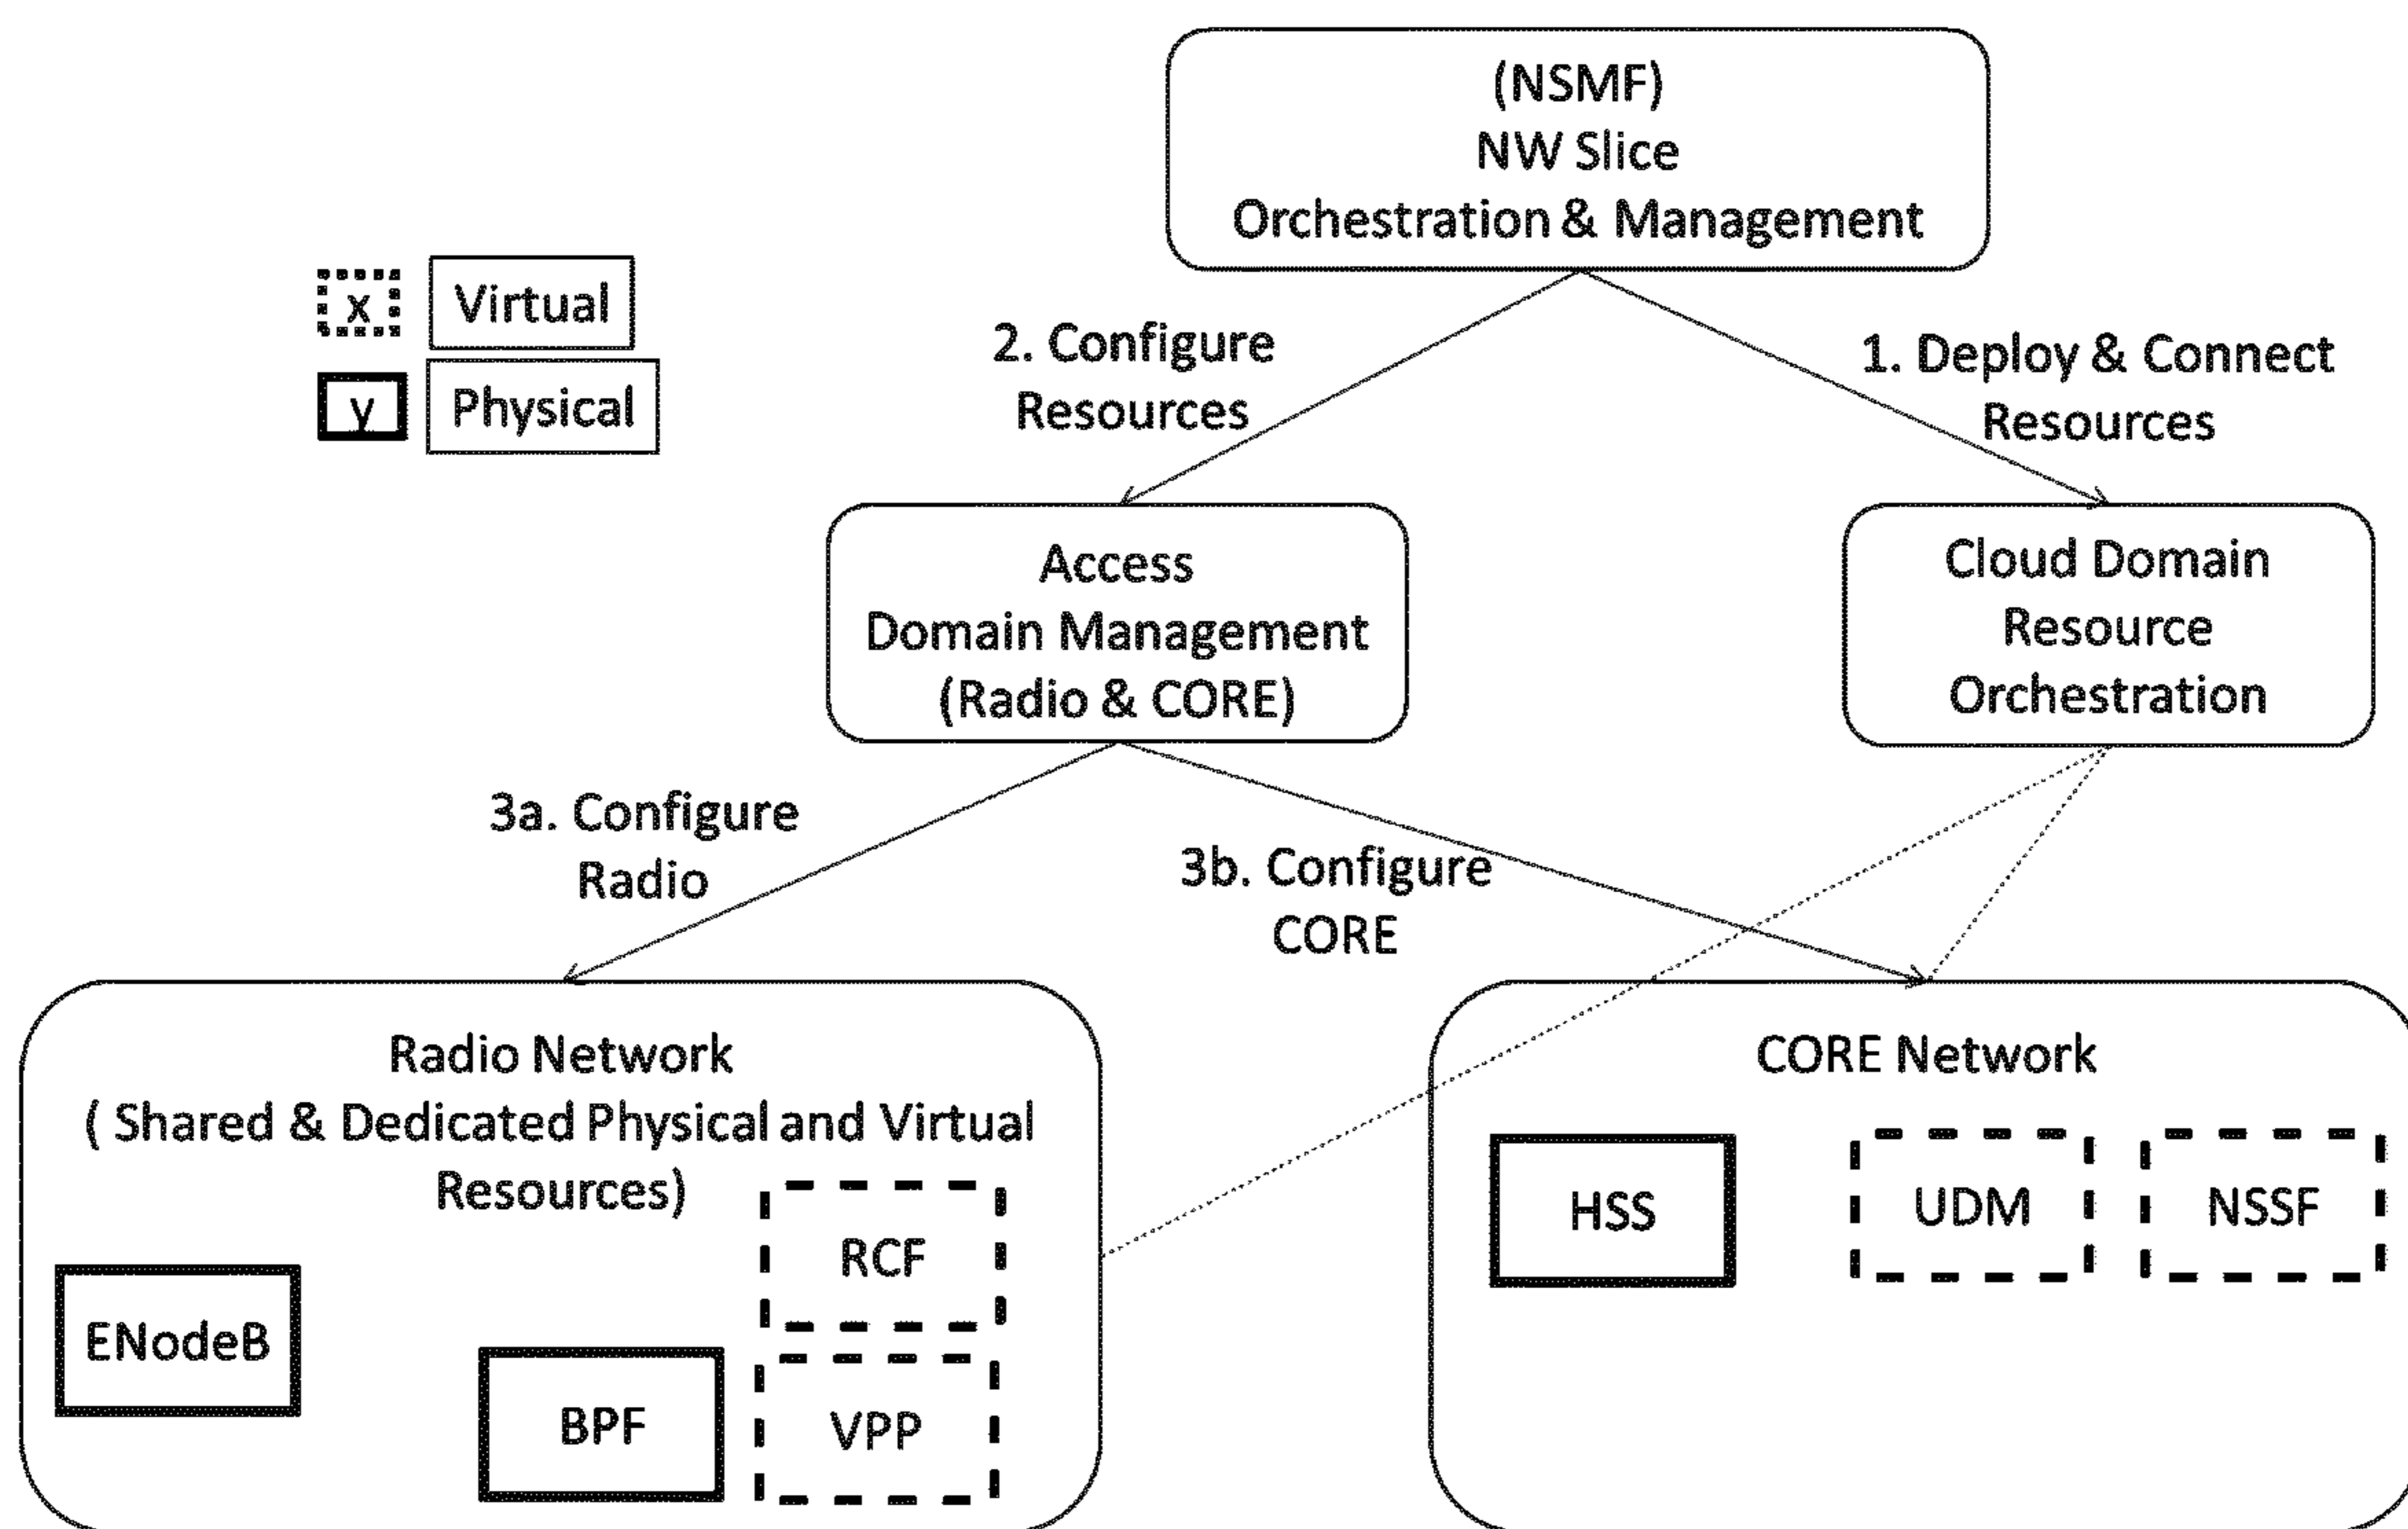 (NSMF)
NW Slice
Orchestration & Management
x
Virtual
y
Physical
2. Configure
Resources
1. Deploy & Connect
Resources
Access
Domain Management
(Radio & CORE)
Cloud Domain
Resource
Orchestration
3a. Configure
Radio
3b. Configure
CORE
Radio Network
( Shared & Dedicated Physical and Virtual
Resources)
RCF
ENodeB
BPF
VPP
CORE Network
HSS
UDM
NSSF